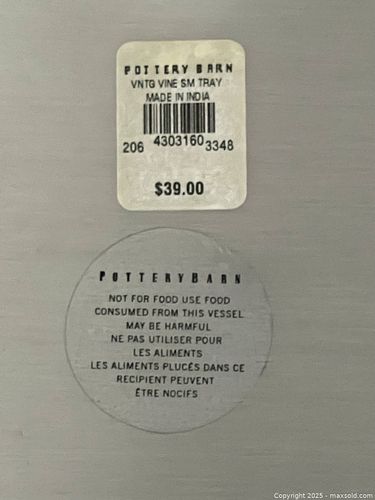 POTTERY BARN
VNTG VINE SM TRAY
MADE IN INDIA
206 4303160 3348
$39.00
POTTERYBARN
NOT FOR FOOD USE FOOD
CONSUMED FROM THIS VESSEL
MAY BE HARMFUL
NE PAS UTILISER POUR
LES ALIMENTS
LES ALIMENTS PLUCÉS DANS CE
RECIPIENT PEUVENT
ÊTRE NOCIFS
Copyright 2025 - maxsold.com